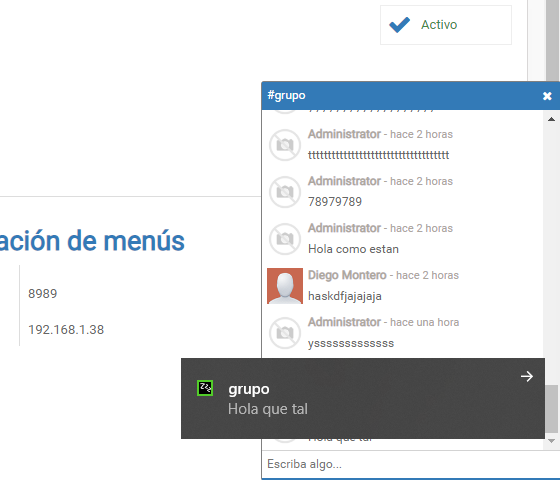 Activo
#grupo
Administrator - hace 2 horas
tttttttttttttttttttttttttttttttttttt
Administrator - hace 2 horas
78979789
Administrator - hace 2 horas
Hola como estan
ación de menús
Diego Montero - hace 2 horas
haskdfjajajaja
8989
Administrator - hace una hora
192.168.1.38
yssssssssssssss
grupo
Hola que tal
Hola que tal
Escriba algo...